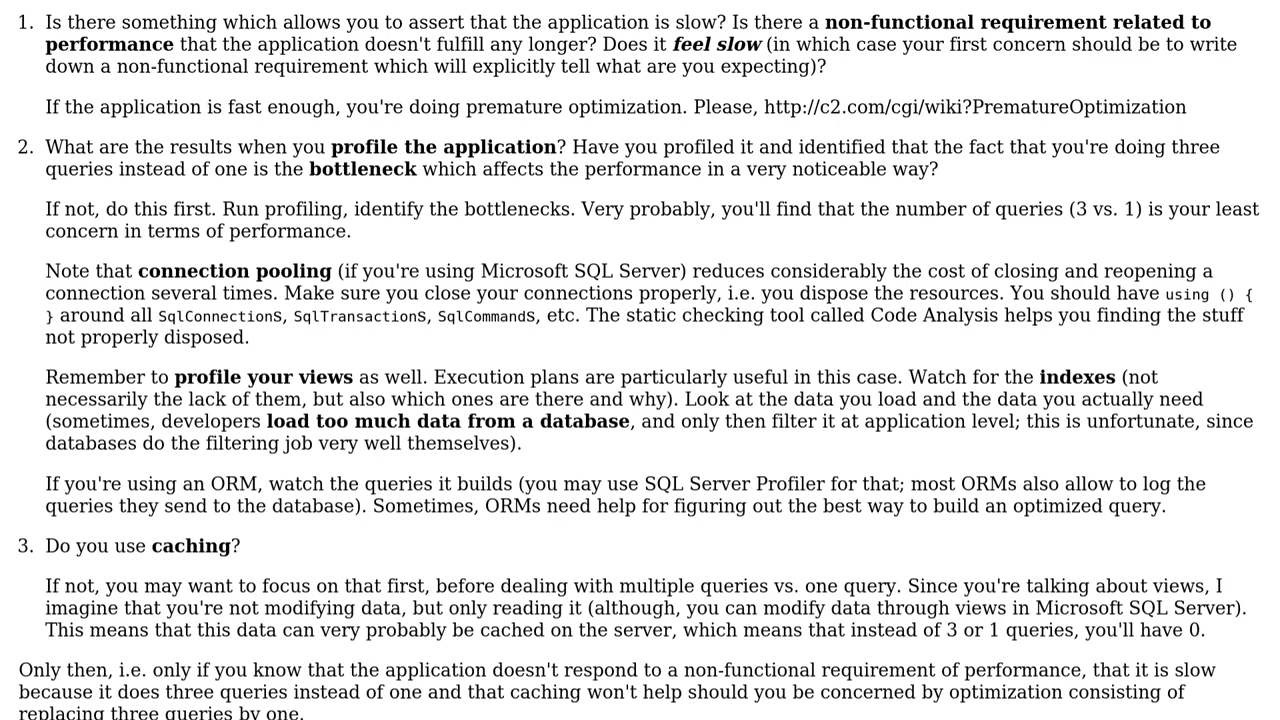 1. Is there something which allows you to assert that the application is slow? Is there a non-functional requirement related to
performance that the application doesn't fulfill any longer? Does it feel slow (in which case your first concern should be to write
down a non-functional requirement which will explicitly tell what are you expecting)?
If the application is fast enough, you're doing premature optimization. Please, http://c2.com/cgi/wiki?PrematureOptimization
2. What are the results when you profile the application? Have you profiled it and identified that the fact that you're doing three
queries instead of one is the bottleneck which affects the performance in a very noticeable way?
If not, do this first. Run profiling, identify the bottlenecks. Very probably, you'll find that the number of queries (3 vs. 1) is your least
concern in terms of performance.
Note that connection pooling (if you're using Microsoft SQL Server) reduces considerably the cost of closing and reopening a
connection several times. Make sure you close your connections properly, i.e. you dispose the resources. You should have using () {
} around all SqlConnections, SqlTransactions, SqlCommands, etc. The static checking tool called Code Analysis helps you finding the stuff
not properly disposed.
Remember to profile your views as well. Execution plans are particularly useful in this case. Watch for the indexes (not
necessarily the lack of them, but also which ones are there and why). Look at the data you load and the data you actually need
(sometimes, developers load too much data from a database, and only then filter it at application level; this is unfortunate, since
databases do the filtering job very well themselves).
If you're using an ORM, watch the queries it builds (you may use SQL Server Profiler for that; most ORMs also allow to log the
queries they send to the database). Sometimes, ORMs need help for figuring out the best way to build an optimized query.
3. Do you use caching?
If not, you may want to focus on that first, before dealing with multiple queries vs. one query. Since you're talking about views, I
imagine that you're not modifying data, but only reading it (although, you can modify data through views in Microsoft SQL Server).
This means that this data can very probably be cached on the server, which means that instead of 3 or 1 queries, you'll have 0.
Only then, i.e. only if you know that the application doesn't respond to a non-functional requirement of performance, that it is slow
because it does three queries instead of one and that caching won't help should you be concerned by optimization consisting of
replacing three queries by one.